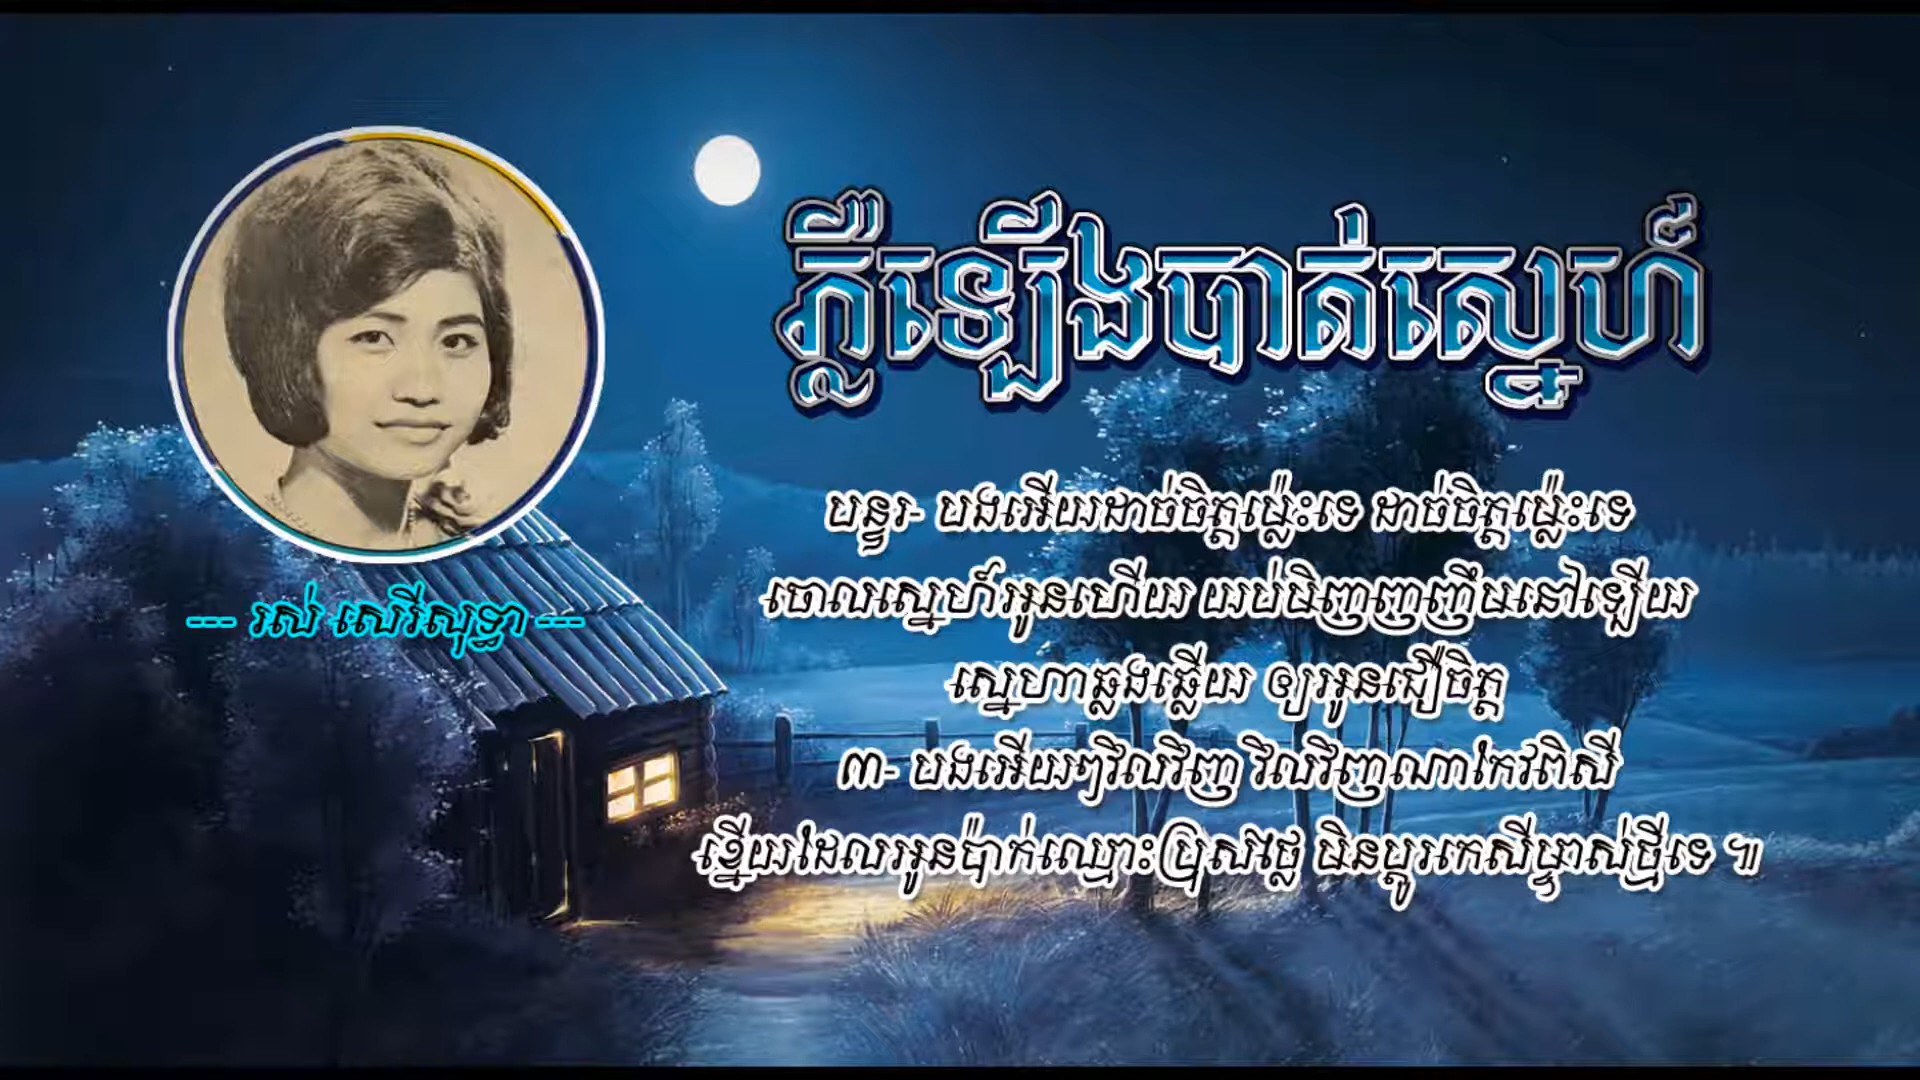 ភ្លឺឡើងបាត់ស្នេហ៍
បន្ទរ- បងអើយដាច់ចិត្តម្ល៉េះទេ ដាច់ចិត្តម្ល៉េះទេ
ចោលស្នេហ៍អូនហើយ យប់មិញញញឹមនៅឡើយ
ស្នេហាឆ្លងឆ្លើយ ឲ្យអូនជឿចិត្ត
៣- បងអើយៗវិលវិញ វិលវិញណាកែវពិសី
ខ្នើយដែលអូនប៉ាក់ឈ្មោះប្រុសថ្លៃ មិនប្ដូរកេសីម្ចាស់ថ្មីទេ ៕
--- រស់ សេរីសុទ្ធា ---